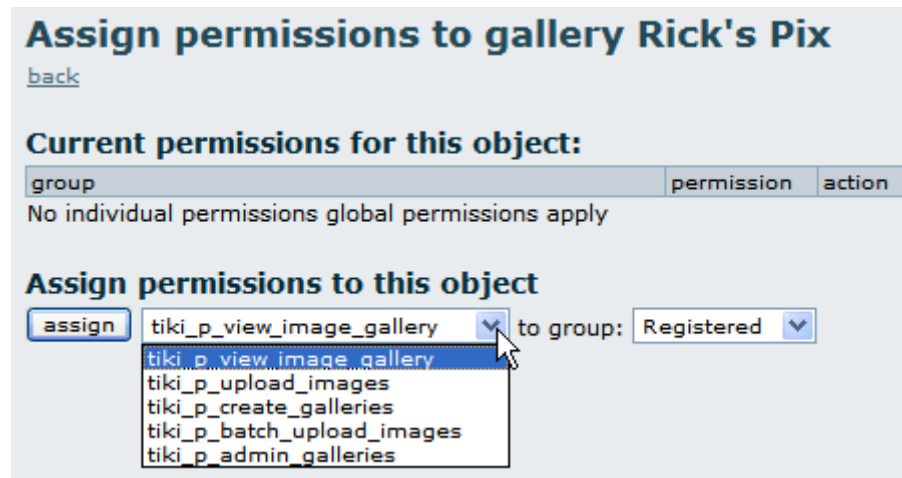 Assign permissions to gallery Rick's Pix
back
Current permissions for this object:
group permission action
No individual permissions global permissions apply
Assign permissions to this object
assign tiki_p_view_image_gallery to group: Registered
tiki_p_view_image_gallery
tiki_p_upload_images
tiki_p_create_galleries
tiki_p_batch_upload_images
tiki_p_admin_galleries